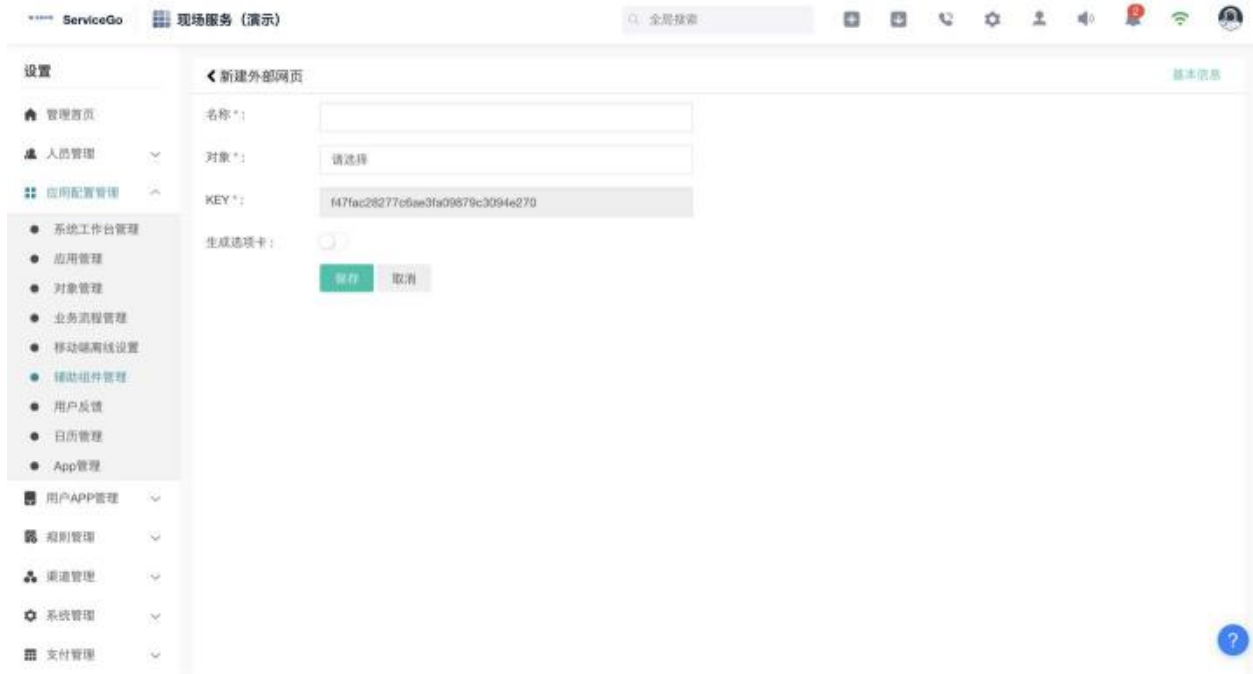 ServiceGo
现场服务（演示）
全局搜索
2
设置
新建外部网页
基本信息
管理首页
名称*：
人员管理
对象*：
请选择
应用配置管理
KEY*：
f47fac28277c6ae3fa09879c3094e270
系统工作台管理
生成选项卡：
应用管理
保存
取消
对象管理
业务流程管理
移动端离线设置
辅助组件管理
用户反馈
日历管理
App管理
用户APP管理
规则管理
渠道管理
系统管理
支付管理
?